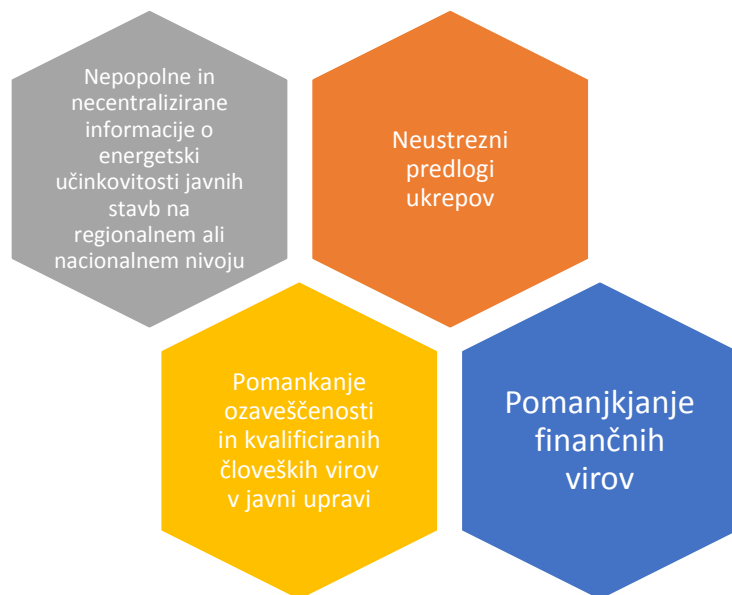 Nepopolne in
necentralizirane
informacije o
energetski
učinkovitosti javnih
stavb na
regionalnem ali
nacionalnem nivoju
Neustrezni
predlogi
ukrepov
Pomankanje
ozaveščenosti
in kvalificiranih
človeških virov
v javni upravi
Pomanjkjanje
finančnih
virov